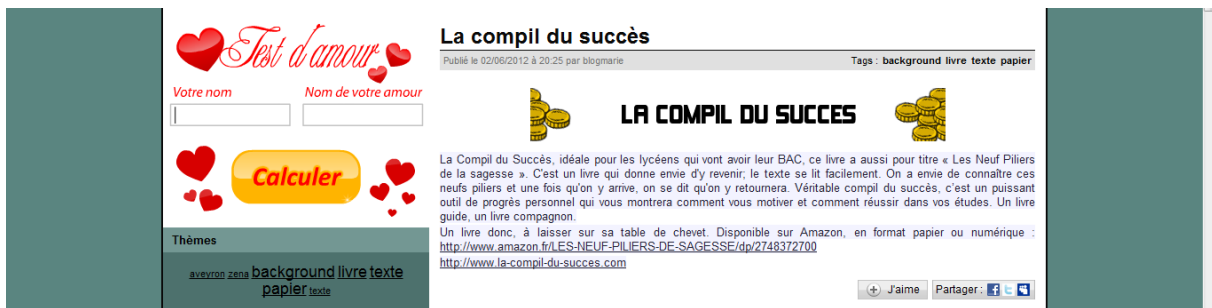 Test d'amour
Votre nom Nom de votre amour
Calculer
Thèmes
aveyron zena background livre texte
papier texte
La compil du succès
Publié le 02/06/2012 à 20:25 par blogmarie Tags : background livre texte papier
LA COMPIL DU SUCCES
La Compil du Succès, idéale pour les lycéens qui vont avoir leur BAC, ce livre a aussi pour titre « Les Neuf Piliers
de la sagesse ». C'est un livre qui donne envie d'y revenir; le texte se lit facilement. On a envie de connaître ces
neufs piliers et une fois qu'on y arrive, on se dit qu'on y retournera. Véritable compil du succès, c'est un puissant
outil de progrès personnel qui vous montrera comment vous motiver et comment réussir dans vos études. Un livre
guide, un livre compagnon.
Un livre donc, à laisser sur sa table de chevet. Disponible sur Amazon, en format papier ou numérique :
http://www.amazon.fr/LES-NEUF-PILIERS-DE-SAGESSE/dp/2748372700
http://www.la-compil-du-succes.com
J'aime Partager :